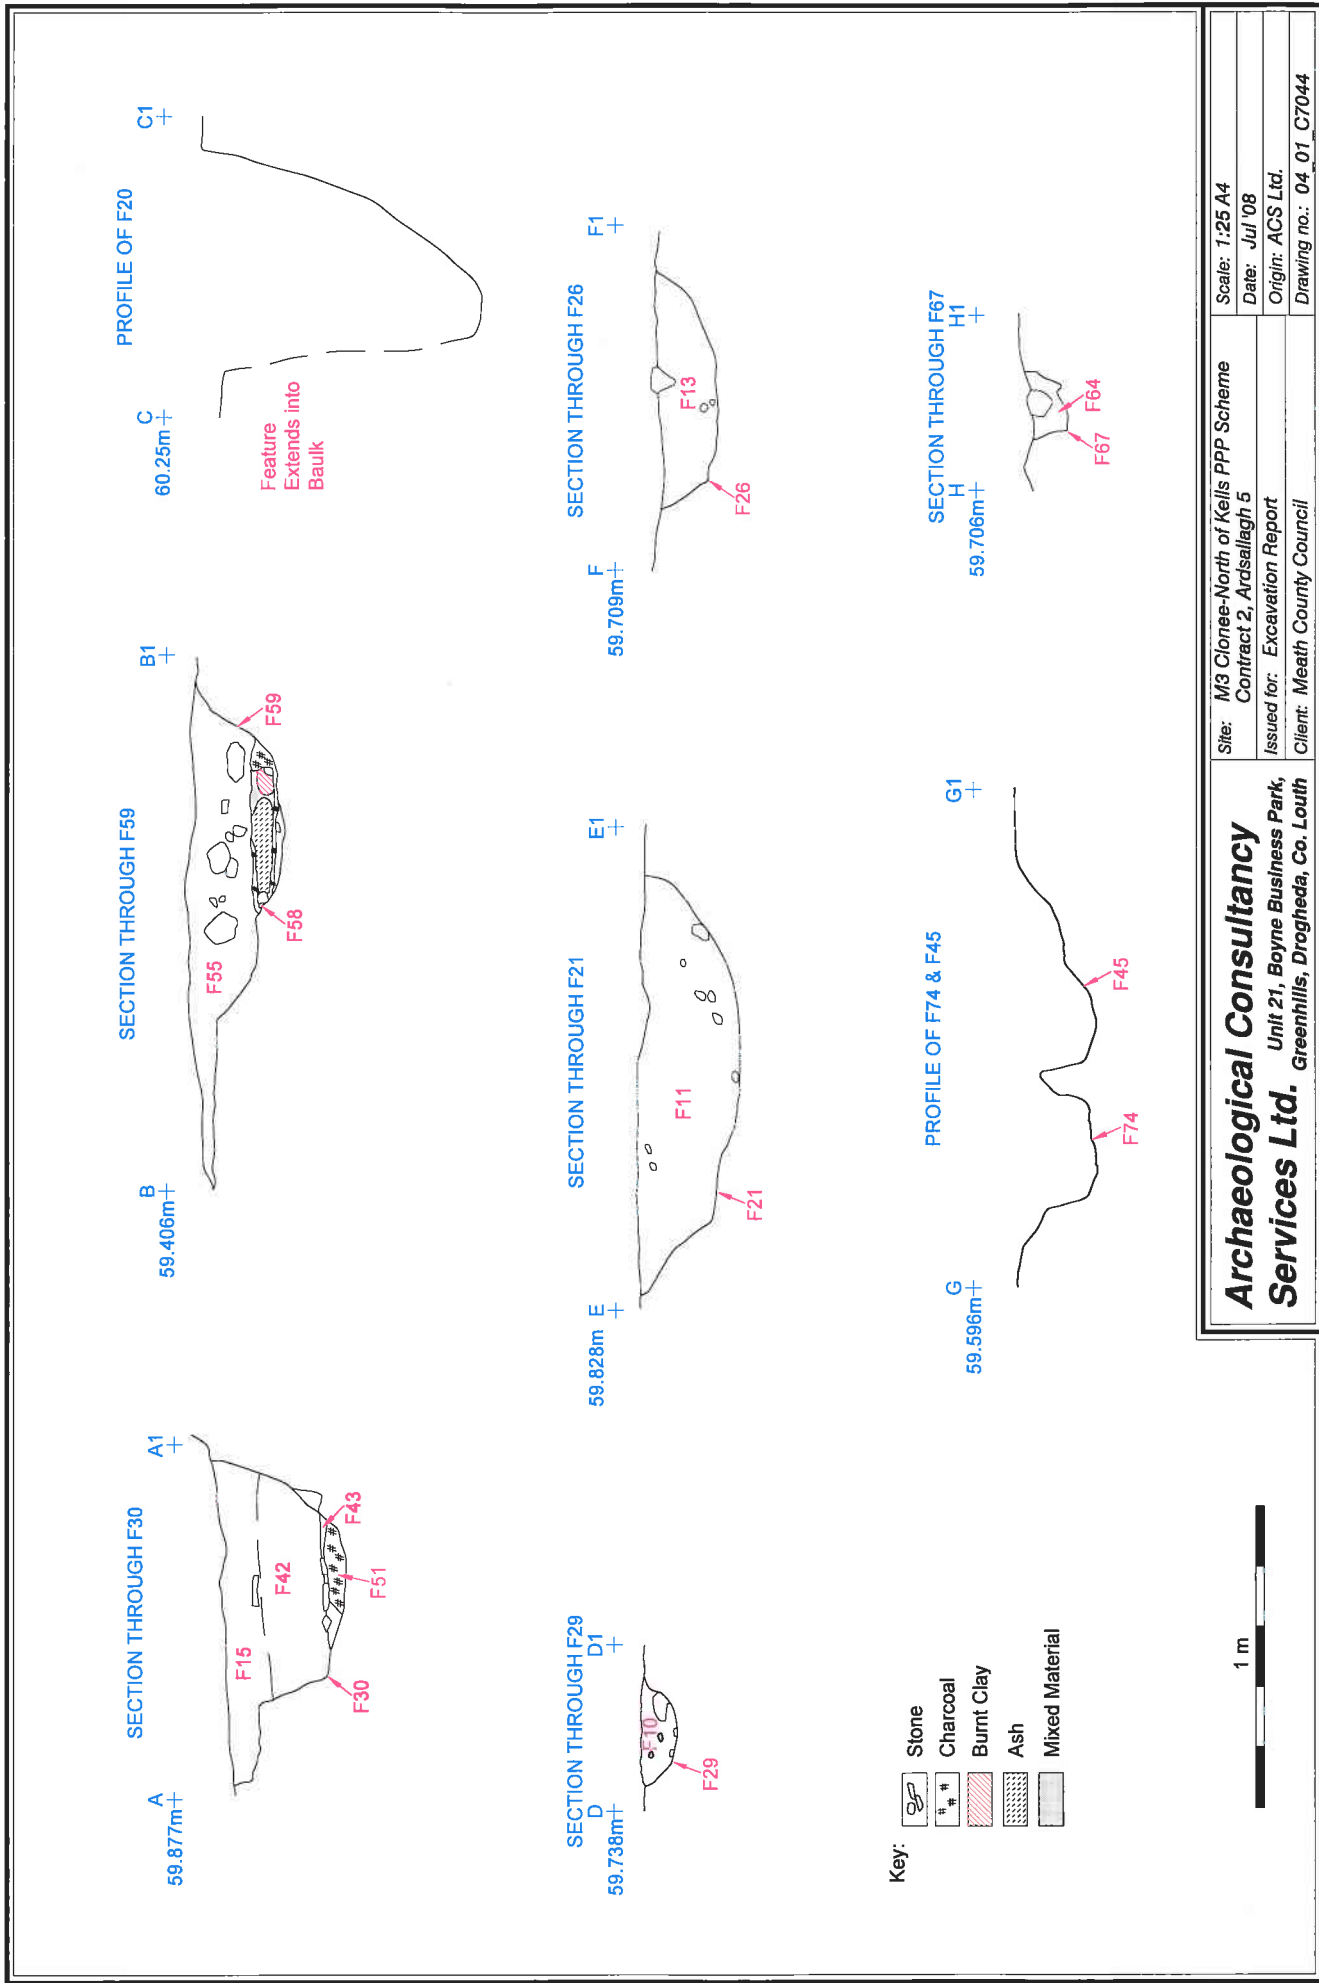 SECTION THROUGH F30
A
A1
59.877m
F15
F42
F43
F51
F30
SECTION THROUGH F59
B
B1
59.406m
F55
F58
F59
PROFILE OF F20
C
C1
60.25m
Feature
Extends into
Baulk
SECTION THROUGH F29
D
D1
59.738m
F10
F29
SECTION THROUGH F21
E
E1
59.828m
F11
F21
SECTION THROUGH F26
F
F1
59.709m
F13
F26
PROFILE OF F74 & F45
G
G1
59.596m
F74
F45
SECTION THROUGH F67
H
H1
59.706m
F67
F64
Key:
Stone
Charcoal
Burnt Clay
Ash
Mixed Material
1 m
Archaeological Consultancy
Services Ltd.
Unit 21, Boyne Business Park,
Greenhills, Drogheda, Co. Louth
Site: M3 Clonee-North of Kells PPP Scheme
Contract 2, Ardsallagh 5
Issued for: Excavation Report
Client: Meath County Council
Scale: 1:25 A4
Date: Jul '08
Origin: ACS Ltd.
Drawing no.: 04_01_C7044